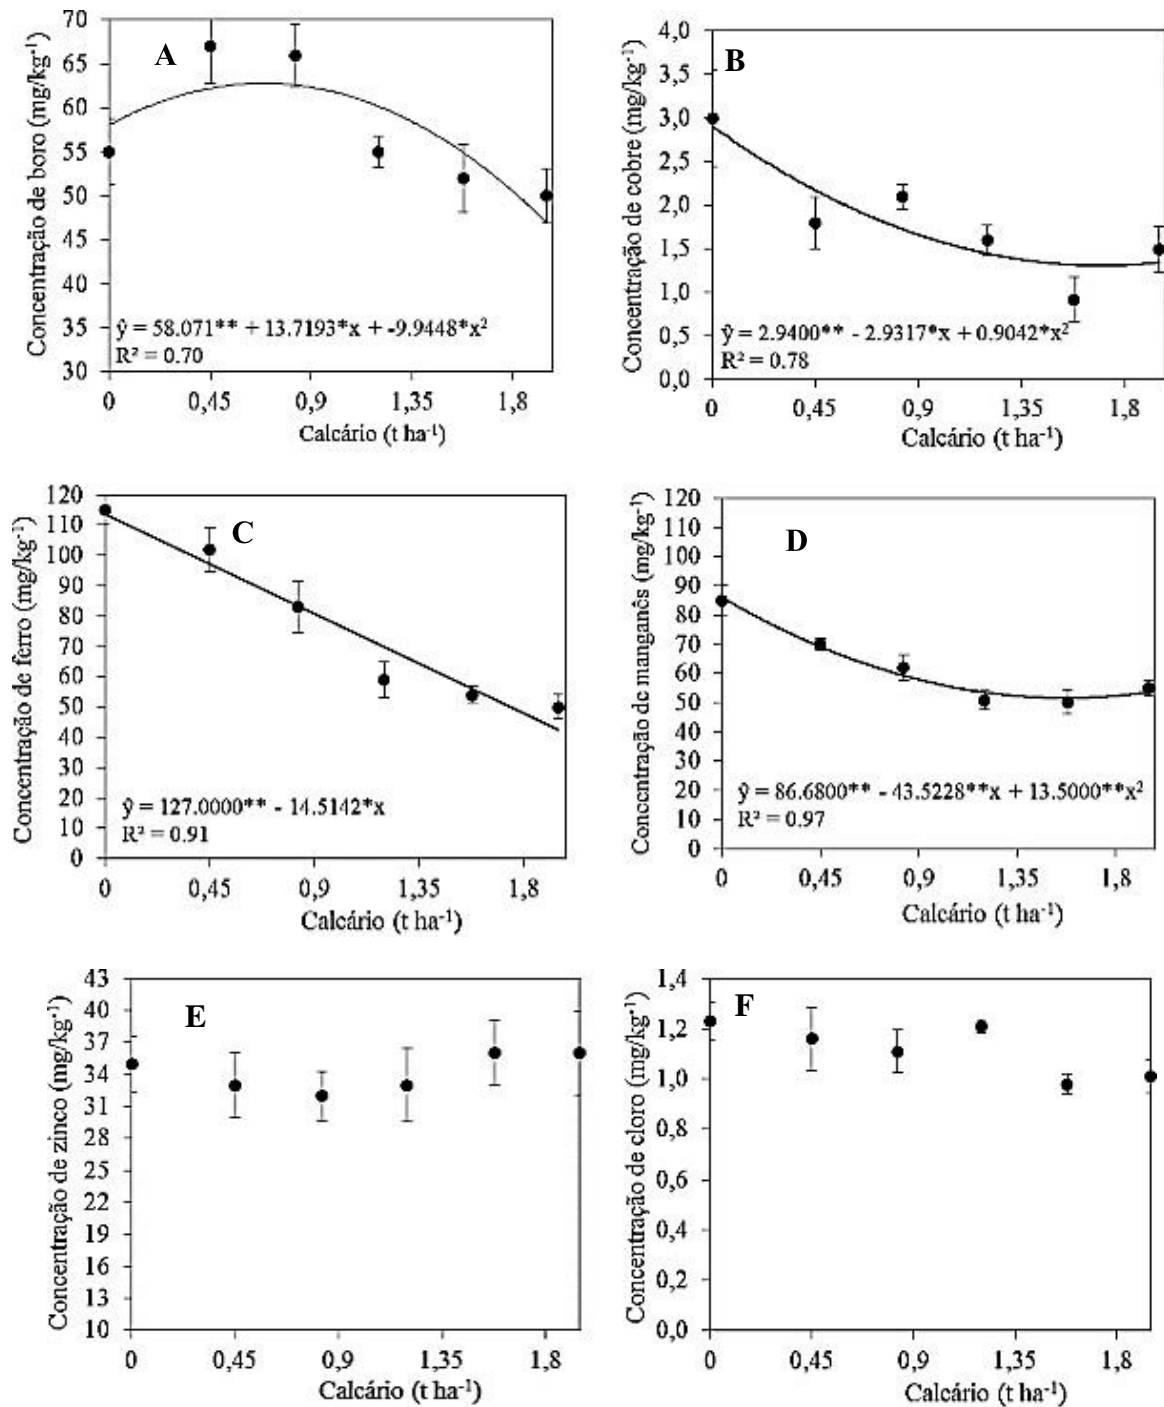 A
Concentração de boro (mg/kg⁻¹)
70
65
60
55
50
45
40
35
30
ŷ = 58.071** + 13.7193*x + -9.9448*x²
R² = 0.70
0 0,45 0,9 1,35 1,8
Calcário (t ha⁻¹)
B
Concentração de cobre (mg/kg⁻¹)
4,0
3,5
3,0
2,5
2,0
1,5
1,0
0,5
0,0
ŷ = 2.9400** - 2.9317*x + 0.9042*x²
R² = 0.78
0 0,45 0,9 1,35 1,8
Calcário (t ha⁻¹)
C
Concentração de ferro (mg/kg⁻¹)
120
110
100
90
80
70
60
50
40
30
20
10
0
ŷ = 127.0000** - 14.5142*x
R² = 0.91
0 0,45 0,9 1,35 1,8
Calcário (t ha⁻¹)
D
Concentração de manganês (mg/kg⁻¹)
120
110
100
90
80
70
60
50
40
30
20
10
0
ŷ = 86.6800** - 43.5228**x + 13.5000**x²
R² = 0.97
0 0,45 0,9 1,35 1,8
Calcário (t ha⁻¹)
E
Concentração de zinco (mg/kg⁻¹)
43
40
37
34
31
28
25
22
19
16
13
10
0 0,45 0,9 1,35 1,8
Calcário (t ha⁻¹)
F
Concentração de cloro (mg/kg⁻¹)
1,4
1,2
1,0
0,8
0,6
0,4
0,2
0,0
0 0,45 0,9 1,35 1,8
Calcário (t ha⁻¹)